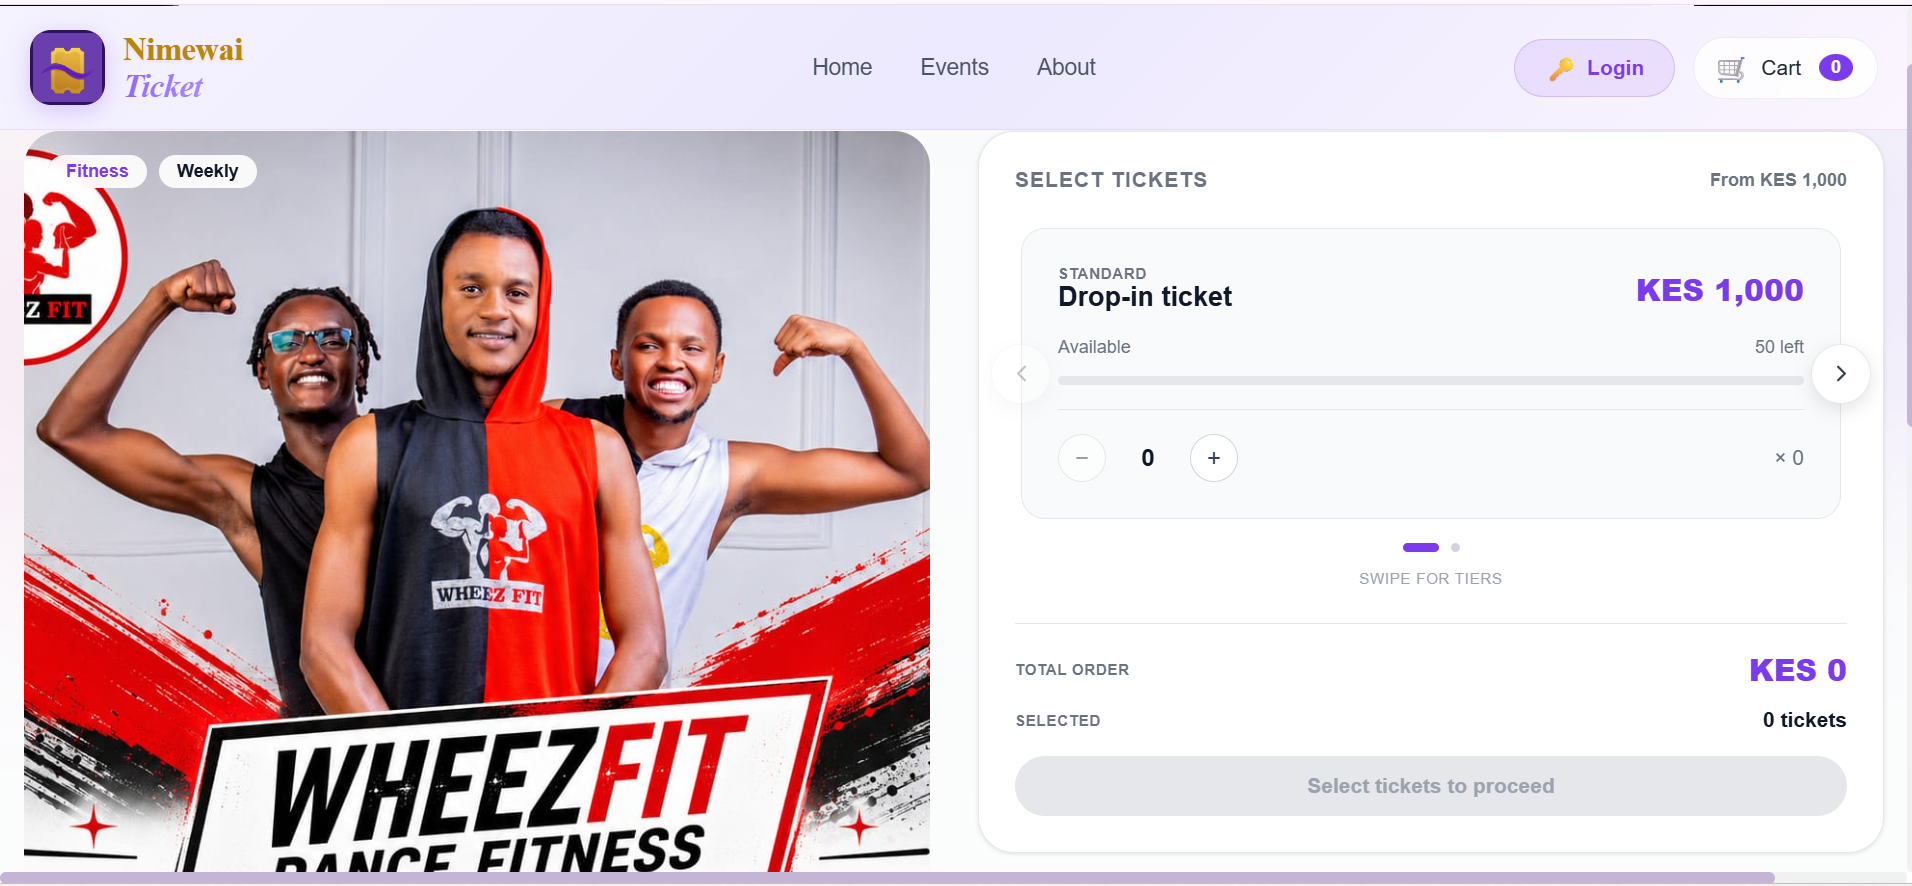 Nimewai
Ticket
Home
Events
About
🔑 Login
🛒 Cart 0
Fitness
Weekly
Z FIT
WHEEZ FIT
WHEEZFIT
DANCE FITNESS
SELECT TICKETS
From KES 1,000
STANDARD
Drop-in ticket
KES 1,000
Available
50 left
− 0 +
× 0
SWIPE FOR TIERS
TOTAL ORDER
KES 0
SELECTED
0 tickets
Select tickets to proceed